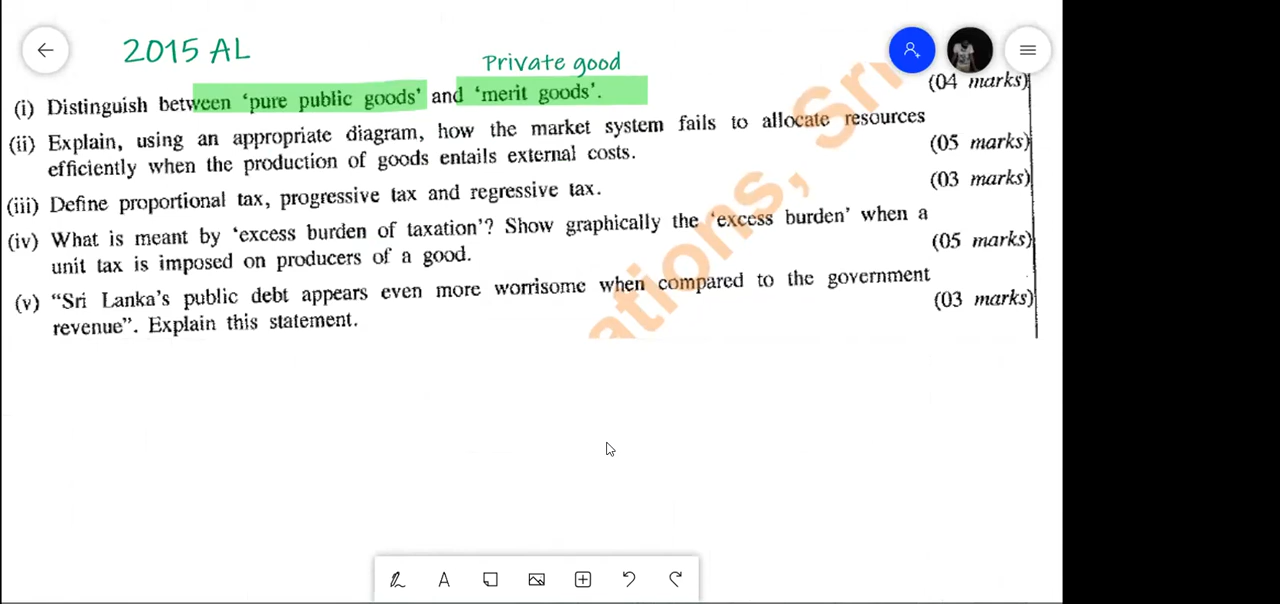 2015 AL
Private good
(i) Distinguish between ‘pure public goods’ and ‘merit goods’.
(04 marks)
(ii) Explain, using an appropriate diagram, how the market system fails to allocate resources
efficiently when the production of goods entails external costs.
(05 marks)
(iii) Define proportional tax, progressive tax and regressive tax.
(03 marks)
(iv) What is meant by ‘excess burden of taxation’? Show graphically the ‘excess burden’ when a
unit tax is imposed on producers of a good.
(05 marks)
(v) “Sri Lanka’s public debt appears even more worrisome when compared to the government
revenue”. Explain this statement.
(03 marks)
ations, Sri
A